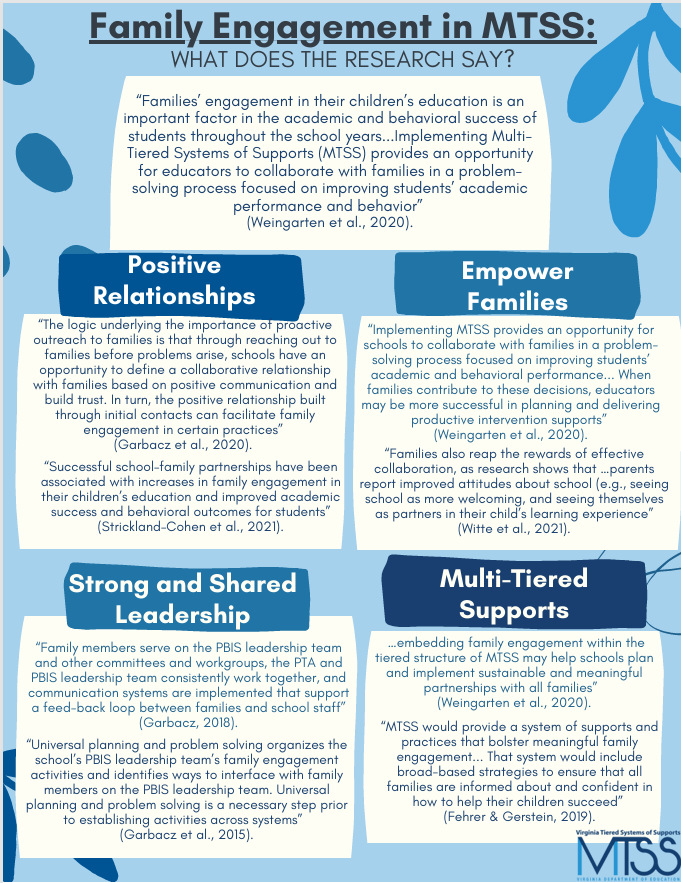 Family Engagement in MTSS:
WHAT DOES THE RESEARCH SAY?
“Families’ engagement in their children’s education is an
important factor in the academic and behavioral success of
students throughout the school years...Implementing Multi-
Tiered Systems of Supports (MTSS) provides an opportunity
for educators to collaborate with families in a problem-
solving process focused on improving students’ academic
performance and behavior”
(Weingarten et al., 2020).
Positive
Relationships
“The logic underlying the importance of proactive
outreach to families is that through reaching out to
families before problems arise, schools have an
opportunity to define a collaborative relationship
with families based on positive communication and
build trust. In turn, the positive relationship built
through initial contacts can facilitate family
engagement in certain practices”
(Garbacz et al., 2020).
“Successful school-family partnerships have been
associated with increases in family engagement in
their children’s education and improved academic
success and behavioral outcomes for students”
(Strickland-Cohen et al., 2021).
Empower
Families
“Implementing MTSS provides an opportunity for
schools to collaborate with families in a problem-
solving process focused on improving students’
academic and behavioral performance... When
families contribute to these decisions, educators
may be more successful in planning and delivering
productive intervention supports”
(Weingarten et al., 2020).
“Families also reap the rewards of effective
collaboration, as research shows that ...parents
report improved attitudes about school (e.g., seeing
school as more welcoming, and seeing themselves
as partners in their child’s learning experience”
(Witte et al., 2021).
Strong and Shared
Leadership
“Family members serve on the PBIS leadership team
and other committees and workgroups, the PTA and
PBIS leadership team consistently work together, and
communication systems are implemented that support
a feed-back loop between families and school staff”
(Garbacz, 2018).
“Universal planning and problem solving organizes the
school’s PBIS leadership team’s family engagement
activities and identifies ways to interface with family
members on the PBIS leadership team. Universal
planning and problem solving is a necessary step prior
to establishing activities across systems”
(Garbacz et al., 2015).
Multi-Tiered
Supports
...embedding family engagement within the
tiered structure of MTSS may help schools plan
and implement sustainable and meaningful
partnerships with all families”
(Weingarten et al., 2020).
“MTSS would provide a system of supports and
practices that bolster meaningful family
engagement... That system would include
broad-based strategies to ensure that all
families are informed about and confident in
how to help their children succeed”
(Fehrer & Gerstein, 2019).
Virginia Tiered Systems of Supports
MTSS
VIRGINIA DEPARTMENT OF EDUCATION